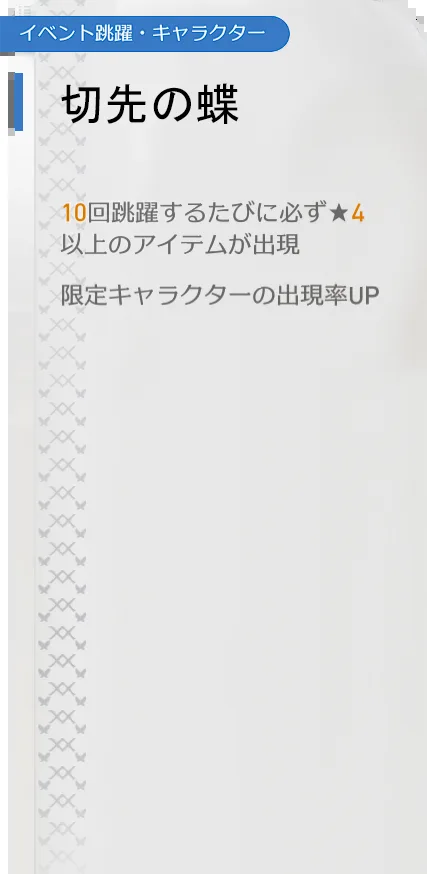 イベント跳躍・キャラクター
切先の蝶
10回跳躍するたびに必ず★4
以上のアイテムが出現
限定キャラクターの出現率UP